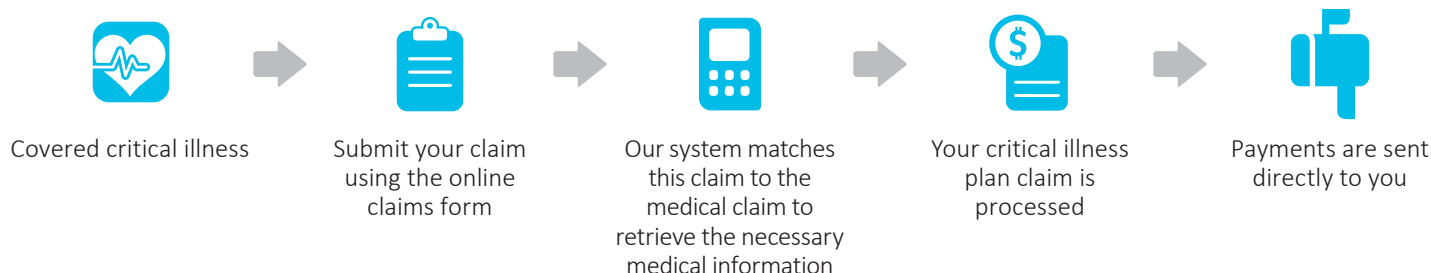 Covered critical illness
Submit your claim
using the online
claims form
Our system matches
this claim to the
medical claim to
retrieve the necessary
medical information
$
Your critical illness
plan claim is
processed
Payments are sent
directly to you